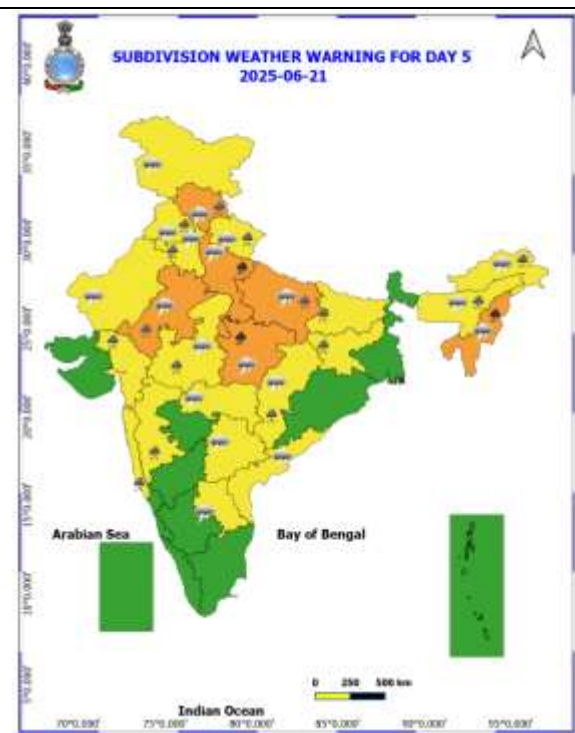 SUBDIVISION WEATHER WARNING FOR DAY 5
2025-06-21
Arabian Sea
Bay of Bengal
0 250 500 km
Indian Ocean
70°0.000' 75°0.000' 80°0.000' 85°0.000' 90°0.000' 95°0.000'